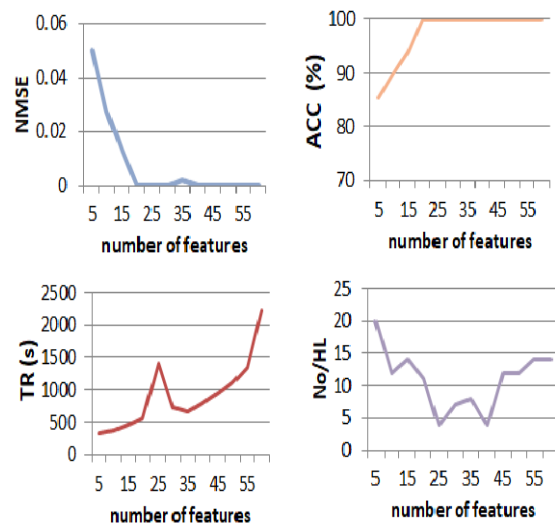 0.06
0.04
0.02
0
NMSE
5 15 25 35 45 55
number of features
100
90
80
70
ACC (%)
5 15 25 35 45 55
number of features
2500
2000
1500
1000
500
0
TR (s)
5 15 25 35 45 55
number of features
25
20
15
10
5
0
No/HL
5 15 25 35 45 55
number of features